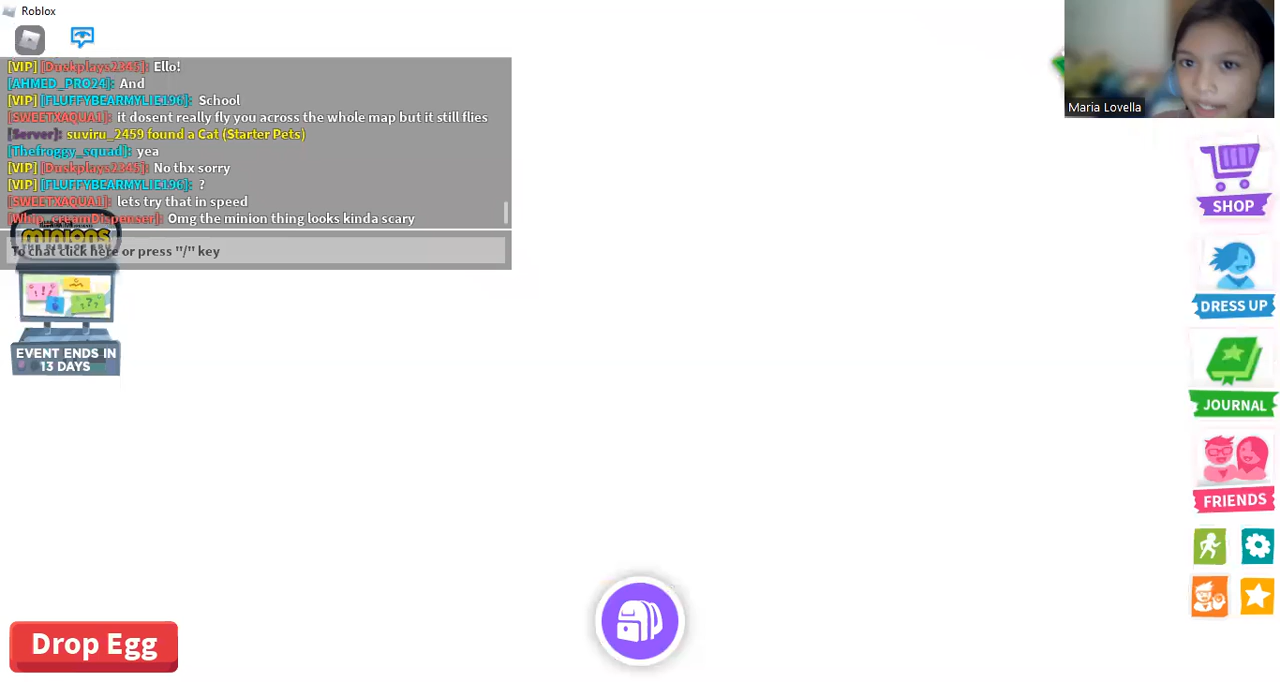 Roblox
[VIP] [Duskplays2345]: Ello!
[AHMED_PRO24]: And
[VIP] [FLUFFYBEARMYLIE196]: School
[SWEETXAQUA1]: it dosent really fly you across the whole map but it still flies
[Server]: suviru_2459 found a Cat (Starter Pets)
[Thefroggy_squad]: yea
[VIP] [Duskplays2345]: No thx sorry
[VIP] [FLUFFYBEARMYLIE196]: ?
[SWEETXAQUA1]: lets try that in speed
[Whip_creamDispenser]: Omg the minion thing looks kinda scary
MINIONS
To chat click here or press "/" key
EVENT ENDS IN
13 DAYS
Drop Egg
Maria Lovella
SHOP
DRESS UP
JOURNAL
FRIENDS